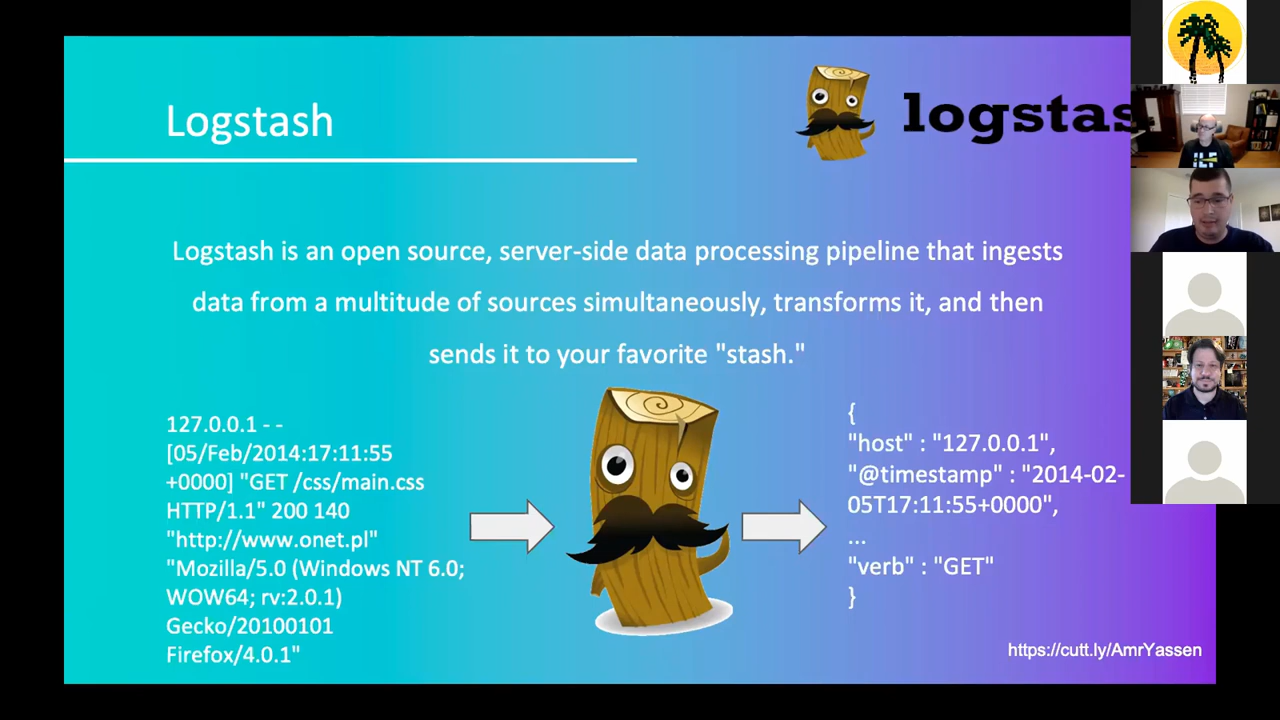 Logstash
logstas
Logstash is an open source, server-side data processing pipeline that ingests
data from a multitude of sources simultaneously, transforms it, and then
sends it to your favorite "stash."
127.0.0.1 - -
[05/Feb/2014:17:11:55
+0000] "GET /css/main.css
HTTP/1.1" 200 140
"http://www.onet.pl"
"Mozilla/5.0 (Windows NT 6.0;
WOW64; rv:2.0.1)
Gecko/20100101
Firefox/4.0.1"
{
"host" : "127.0.0.1",
"@timestamp" : "2014-02-
05T17:11:55+0000",
...
"verb" : "GET"
}
https://cutt.ly/AmrYassen